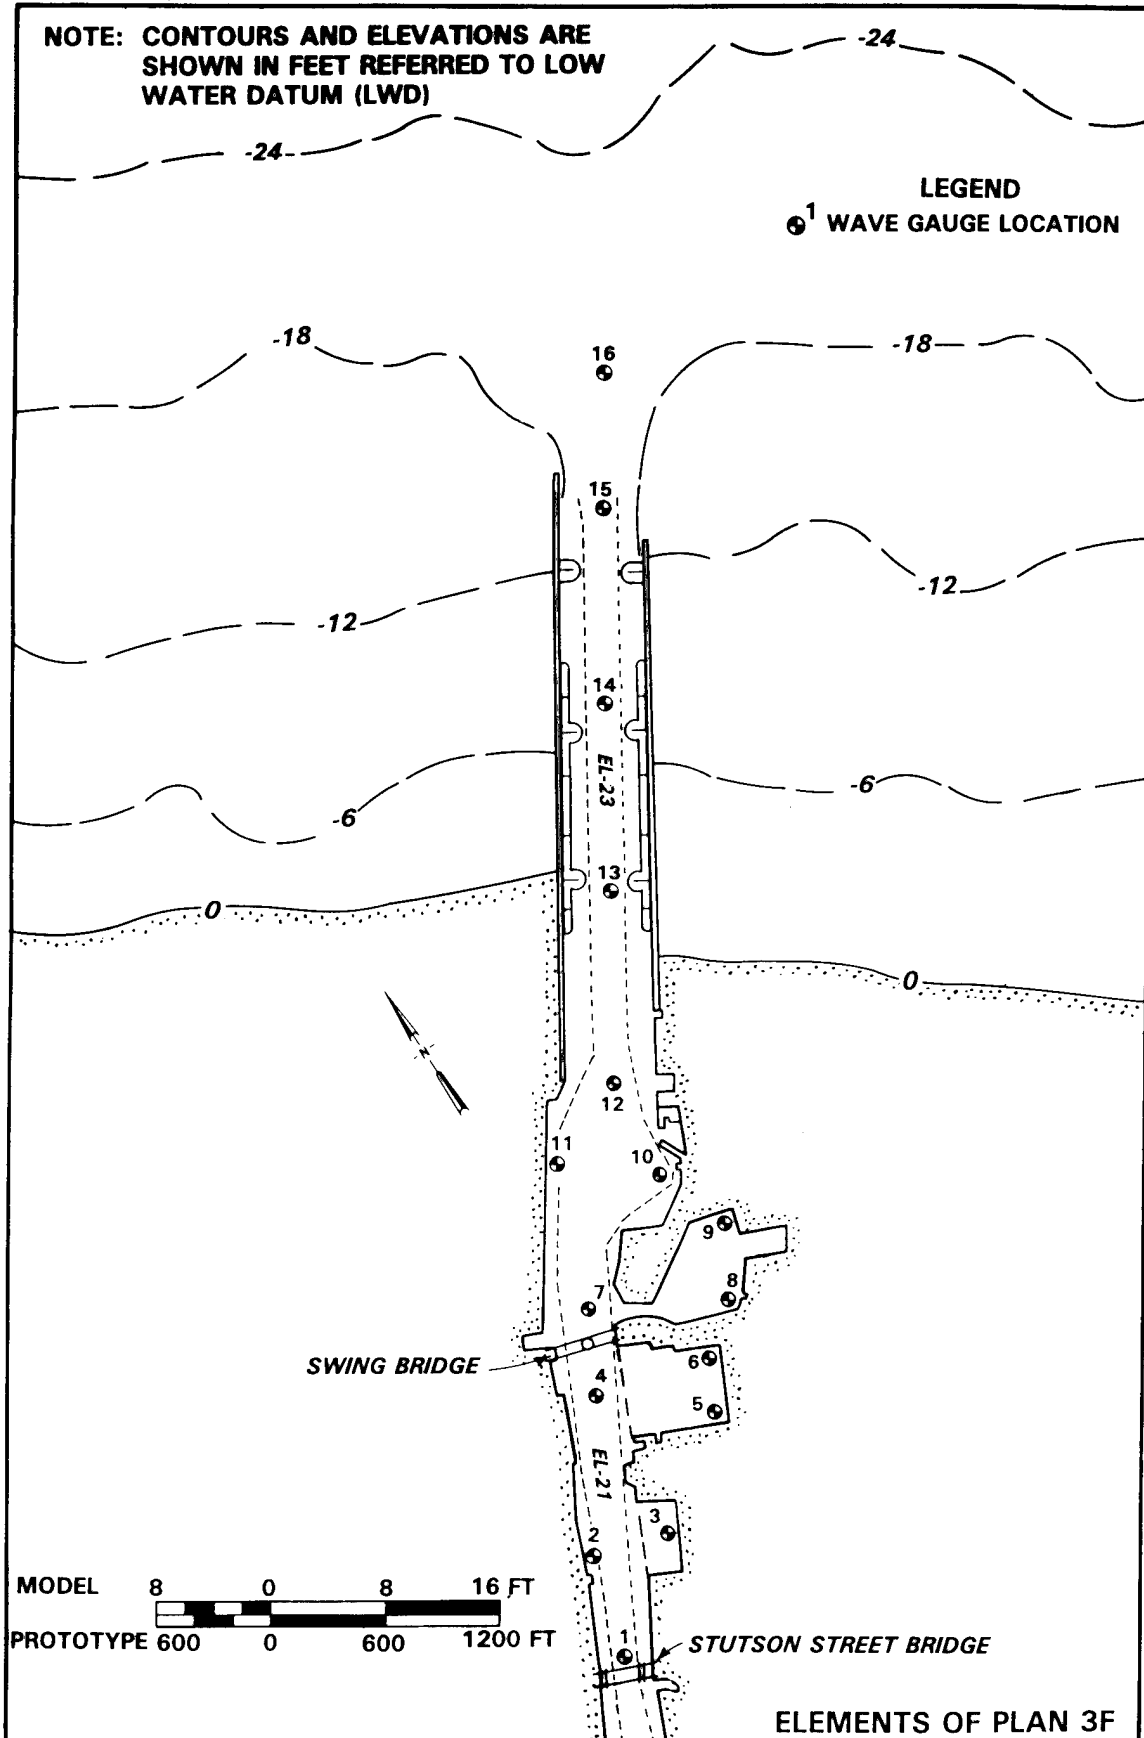 NOTE: CONTOURS AND ELEVATIONS ARE
SHOWN IN FEET REFERRED TO LOW
WATER DATUM (LWD)
-24
-24
LEGEND
1 WAVE GAUGE LOCATION
-18
-18
16
15
-12
-12
14
EL-23
-6
-6
13
0
0
N
12
11
10
9
8
7
SWING BRIDGE
6
4
5
EL-21
3
2
MODEL 8 0 8 16 FT
PROTOTYPE 600 0 600 1200 FT
1
STUTSON STREET BRIDGE
ELEMENTS OF PLAN 3F